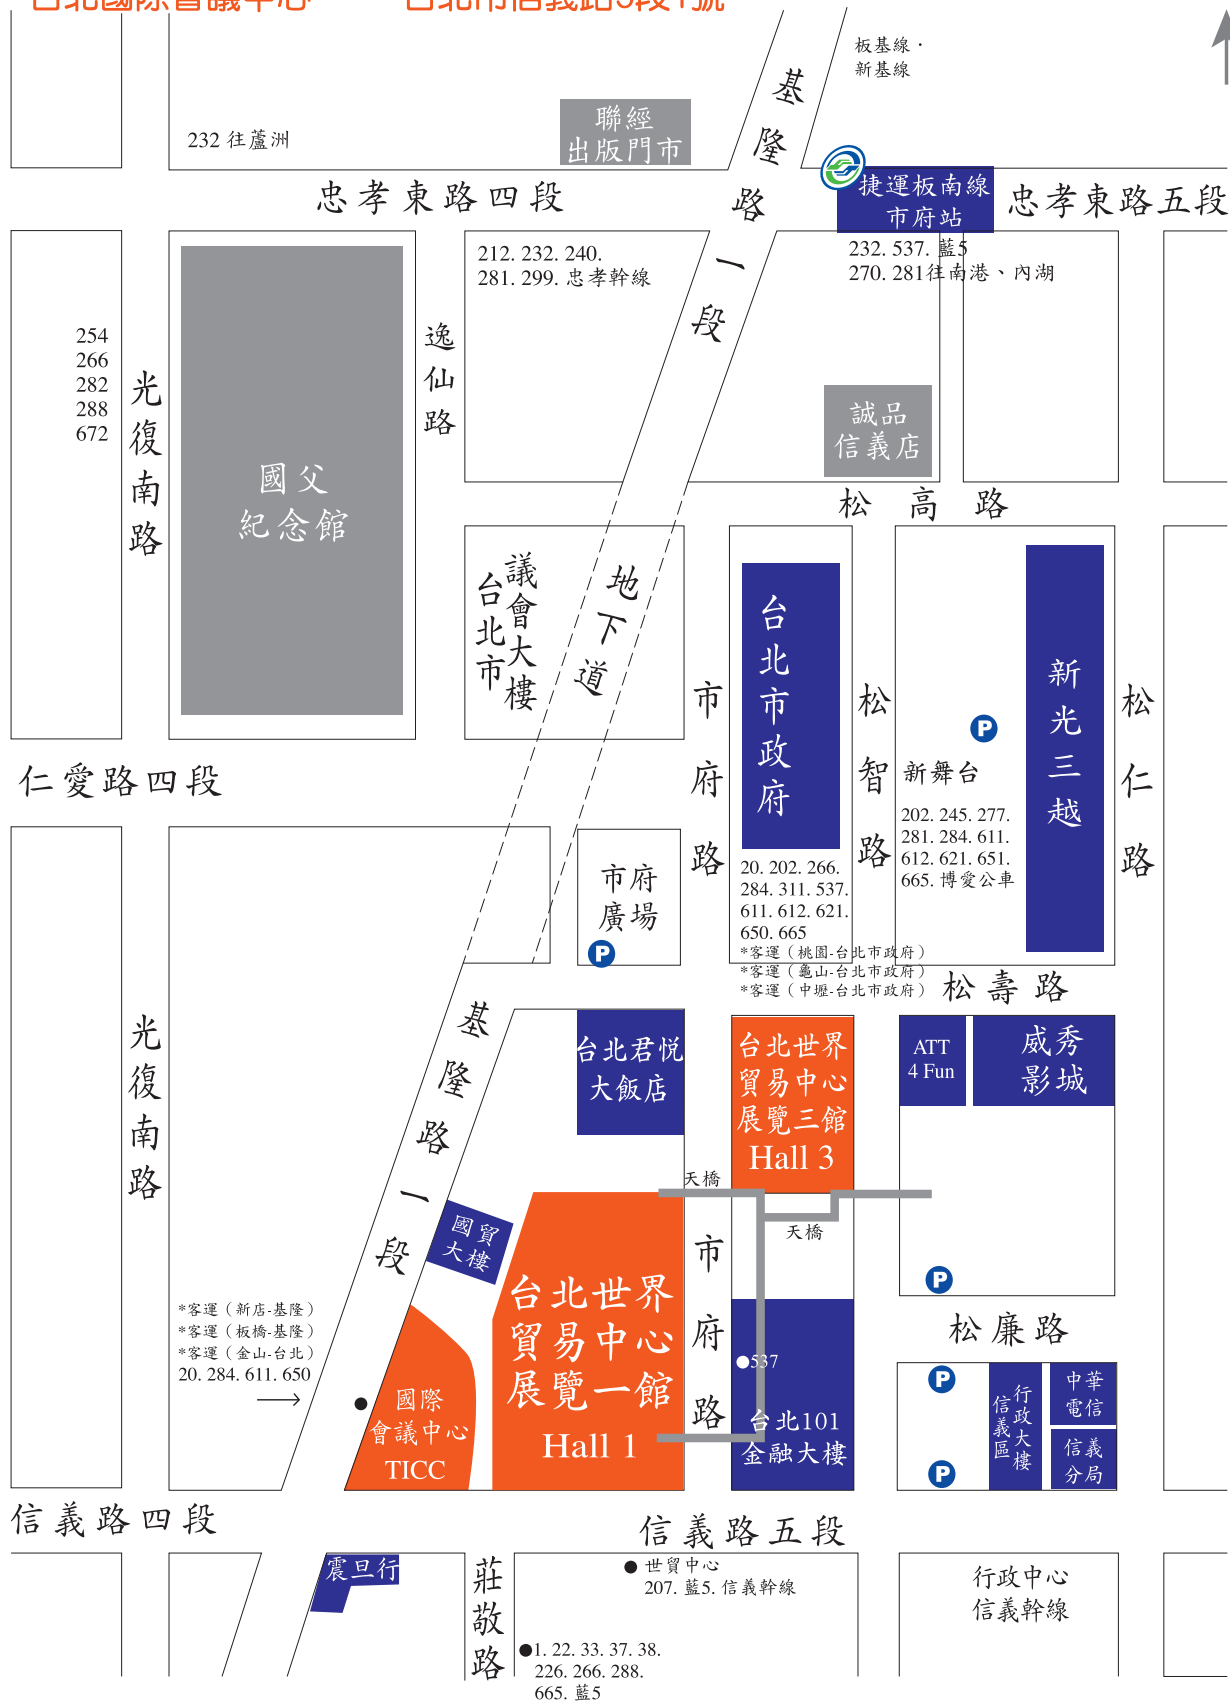 台北國際會議中心
台北市信義路5段1號
板基線·
新基線
基隆路一段
聯經
出版門市
232 往蘆洲
忠孝東路四段
捷運板南線
市府站
忠孝東路五段
212. 232. 240.
281. 299. 忠孝幹線
232. 537. 藍5
270. 281往南港、內湖
254
266
282
288
672
光復南路
逸仙路
國父
紀念館
誠品
信義店
松高路
台北市
議會大樓
地下道
台北市政府
市府路
松智路
新光三越
松仁路
P
新舞台
202. 245. 277.
281. 284. 611.
612. 621. 651.
665. 博愛公車
仁愛路四段
市府
廣場
P
20. 202. 266.
284. 311. 537.
611. 612. 621.
650. 665
*客運（桃園-台北市政府）
*客運（龜山-台北市政府）
*客運（中壢-台北市政府）
松壽路
光復南路
基隆路一段
台北君悅
大飯店
台北世界
貿易中心
展覽三館
Hall 3
ATT
4 Fun
威秀
影城
天橋
天橋
國貿
大樓
市府路
台北世界
貿易中心
展覽一館
Hall 1
P
松廉路
*客運（新店-基隆）
*客運（板橋-基隆）
*客運（金山-台北）
20. 284. 611. 650
國際
會議中心
TICC
537
台北101
金融大樓
P
P
信義區
行政大樓
中華
電信
信義
分局
信義路四段
信義路五段
震旦行
莊敬路
世貿中心
207. 藍5. 信義幹線
1. 22. 33. 37. 38.
226. 266. 288.
665. 藍5
行政中心
信義幹線